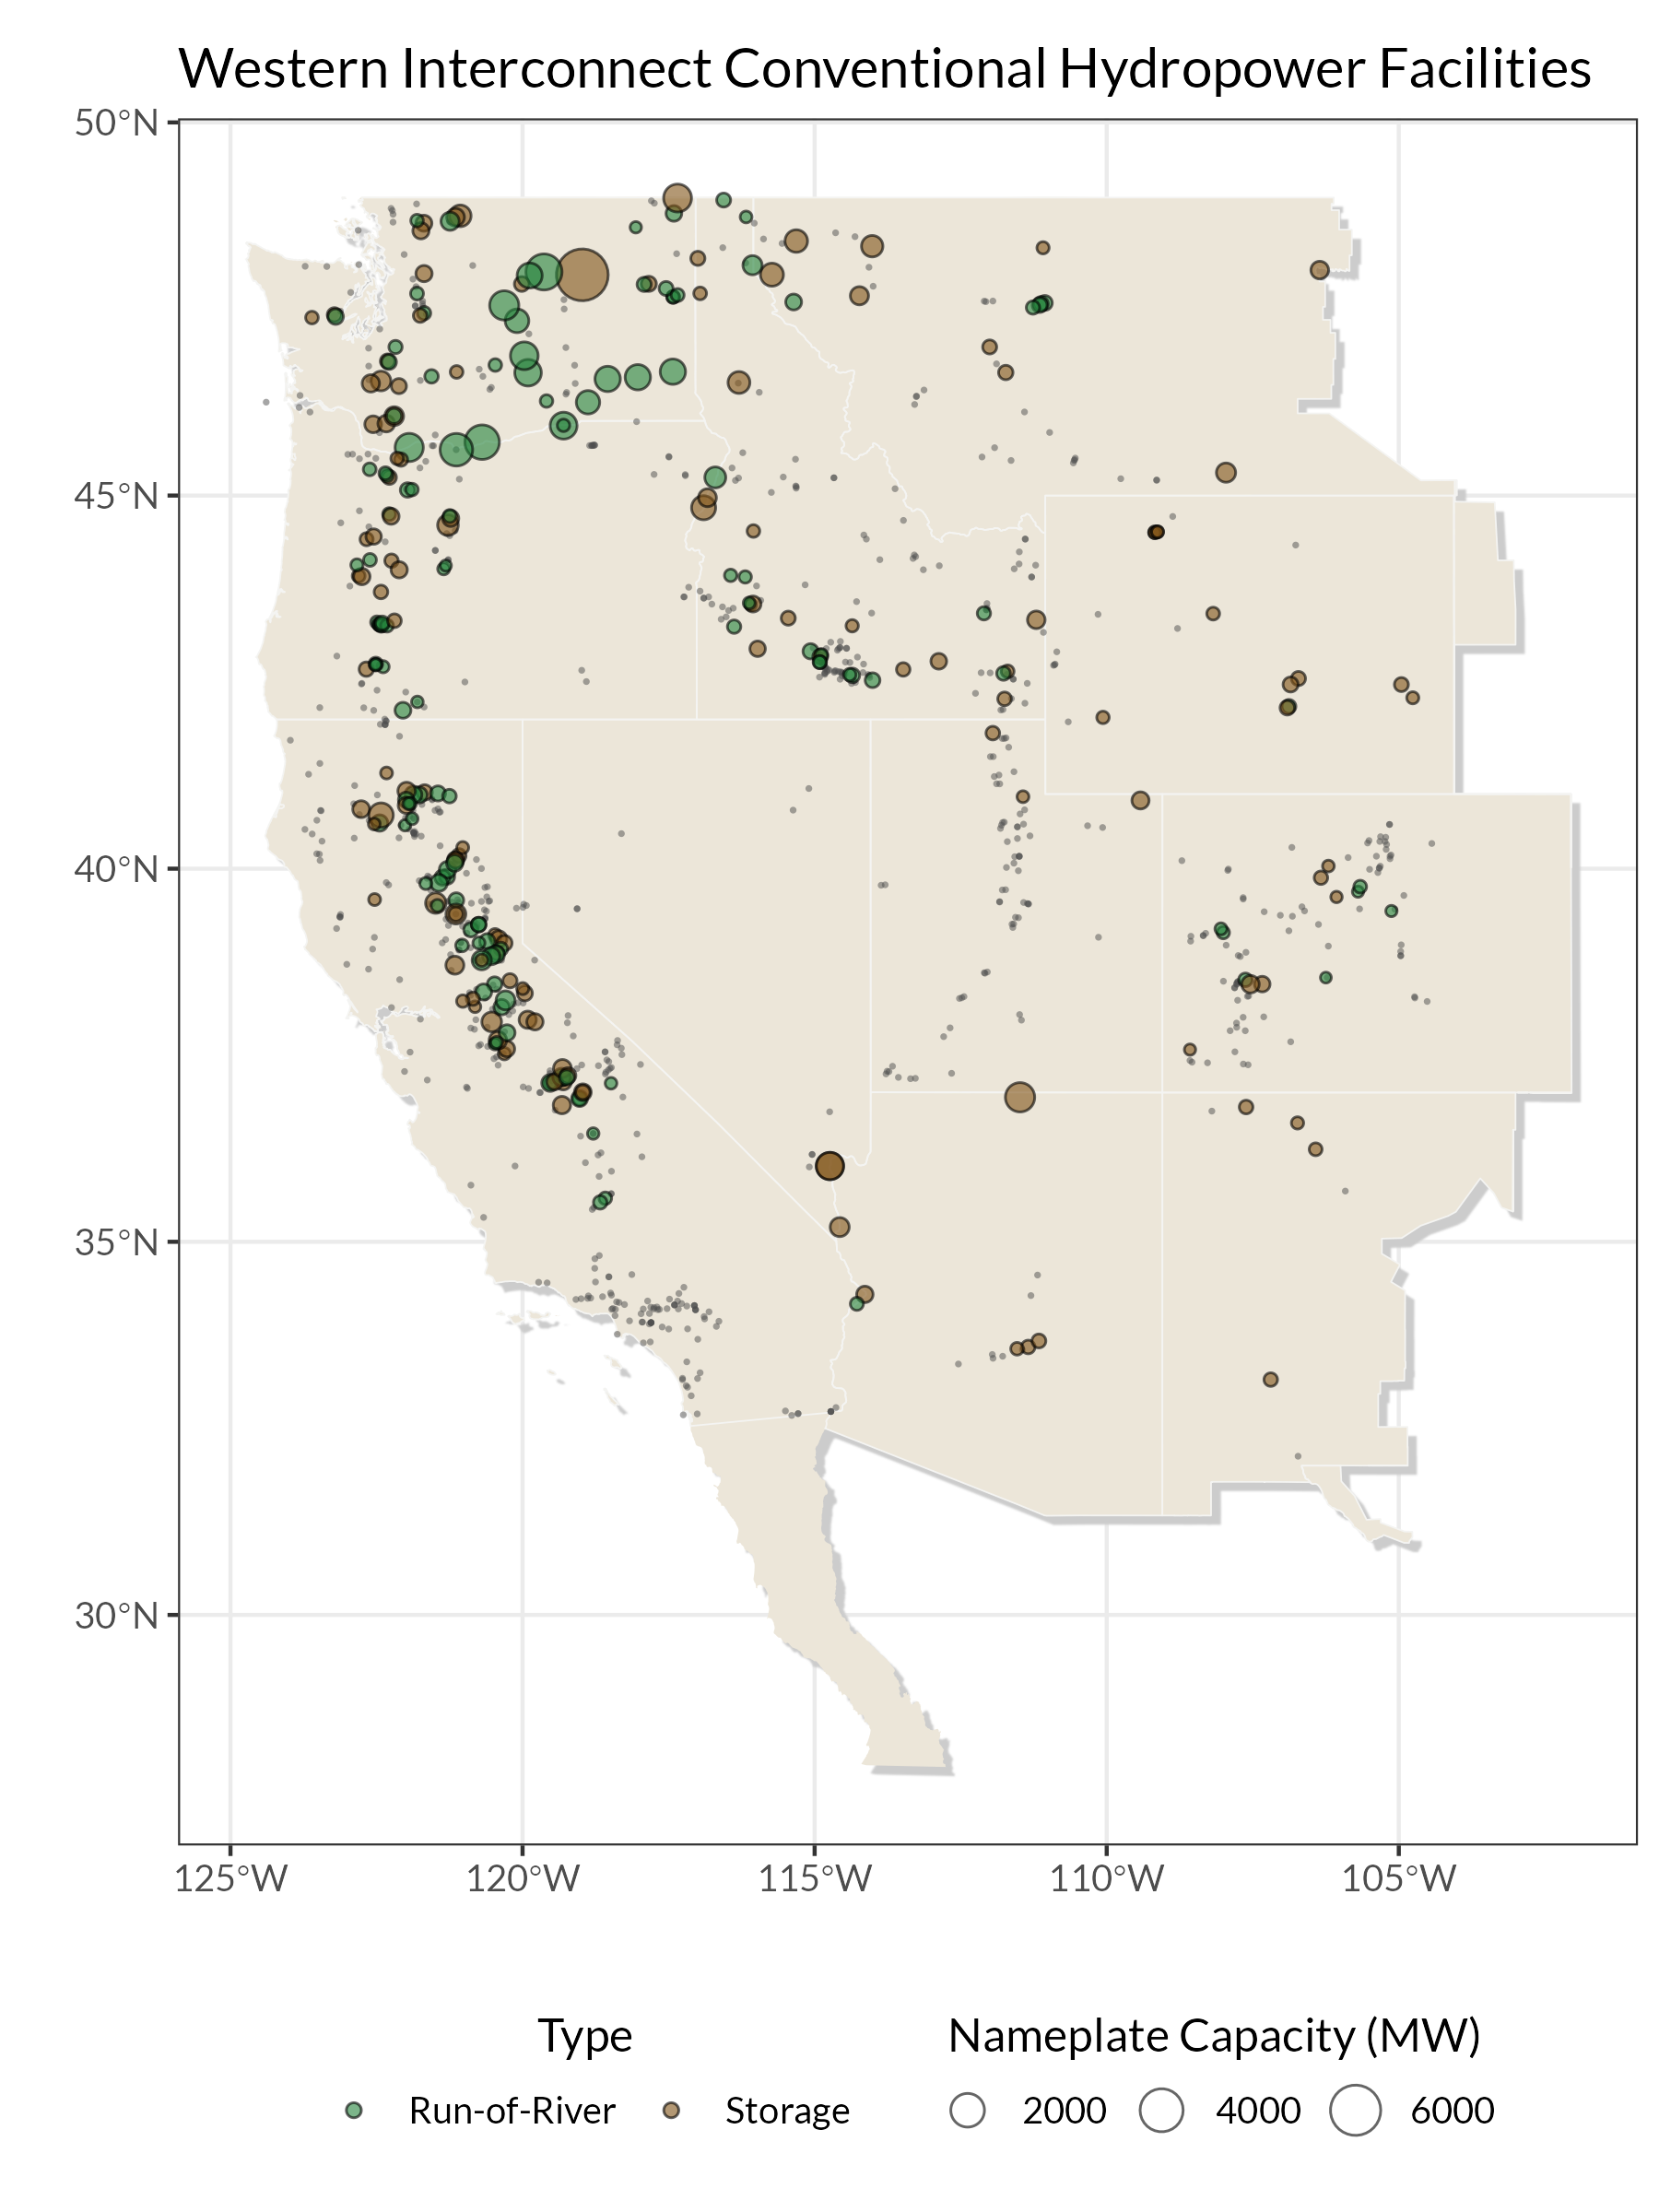 Western Interconnect Conventional Hydropower Facilities
50°N
45°N
40°N
35°N
30°N
125°W 120°W 115°W 110°W 105°W
Type
Run-of-River Storage
Nameplate Capacity (MW)
2000 4000 6000